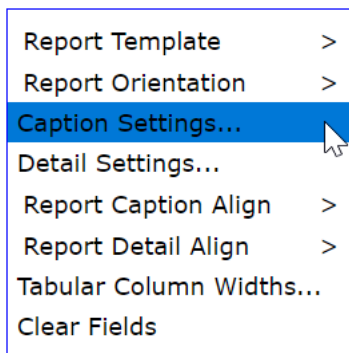 Report Template >
Report Orientation >
Caption Settings...
Detail Settings...
Report Caption Align >
Report Detail Align >
Tabular Column Widths...
Clear Fields